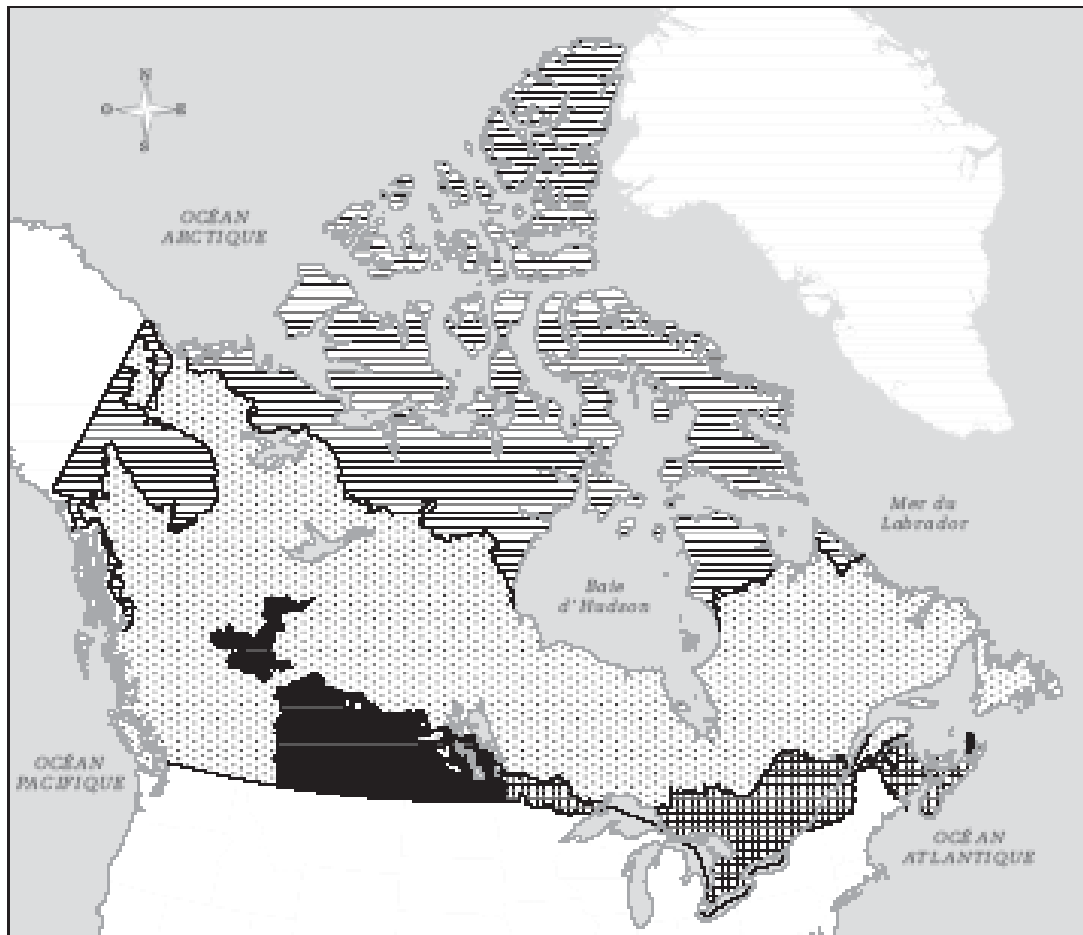 N
O E
S
OCÉAN
ARCTIQUE
Mer du
Labrador
Baie
d'Hudson
OCÉAN
PACIFIQUE
OCÉAN
ATLANTIQUE